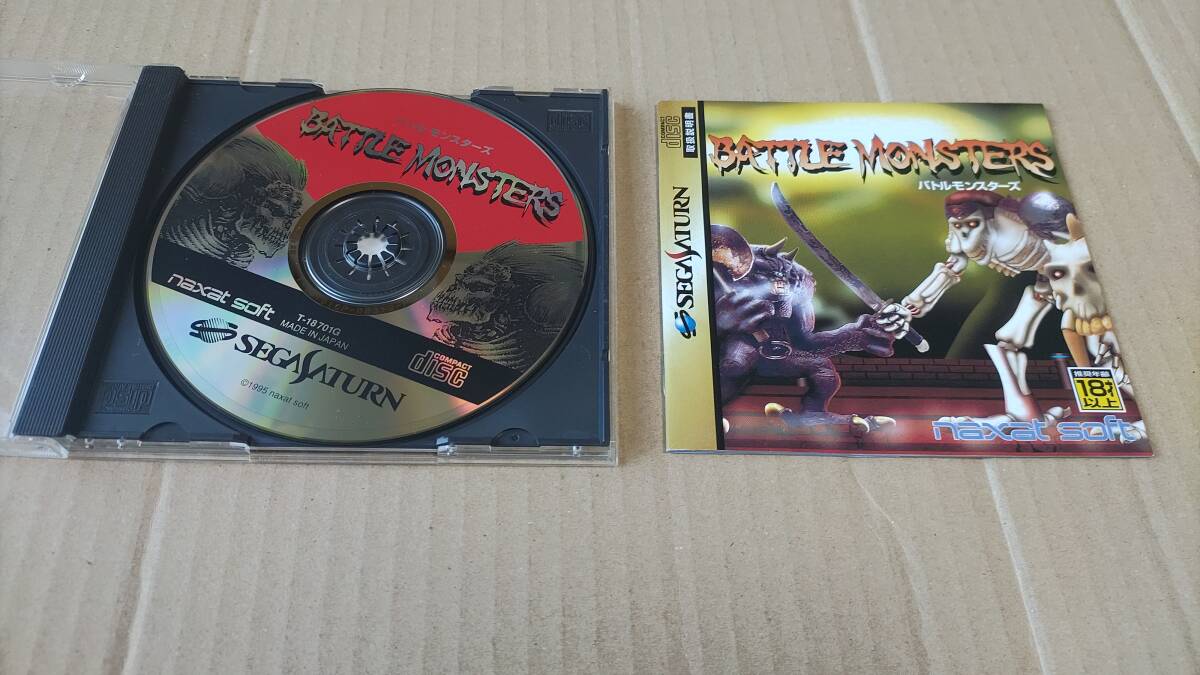 バトルモンスターズ
BATTLE MONSTERS
naxat soft
T-18701G
MADE IN JAPAN
SEGA SATURN
COMPACT
disc
©1995 naxat soft
COMPACT
disc
取扱説明書
SEGA SATURN
BATTLE MONSTERS
バトルモンスターズ
推奨年齢
18才
以上
naxat soft